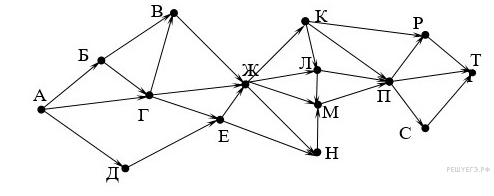 В
К
Р
Б
Ж
Л
Т
А
П
Г
М
Е
С
Н
Д
РЕШУЕГЭ.РФ